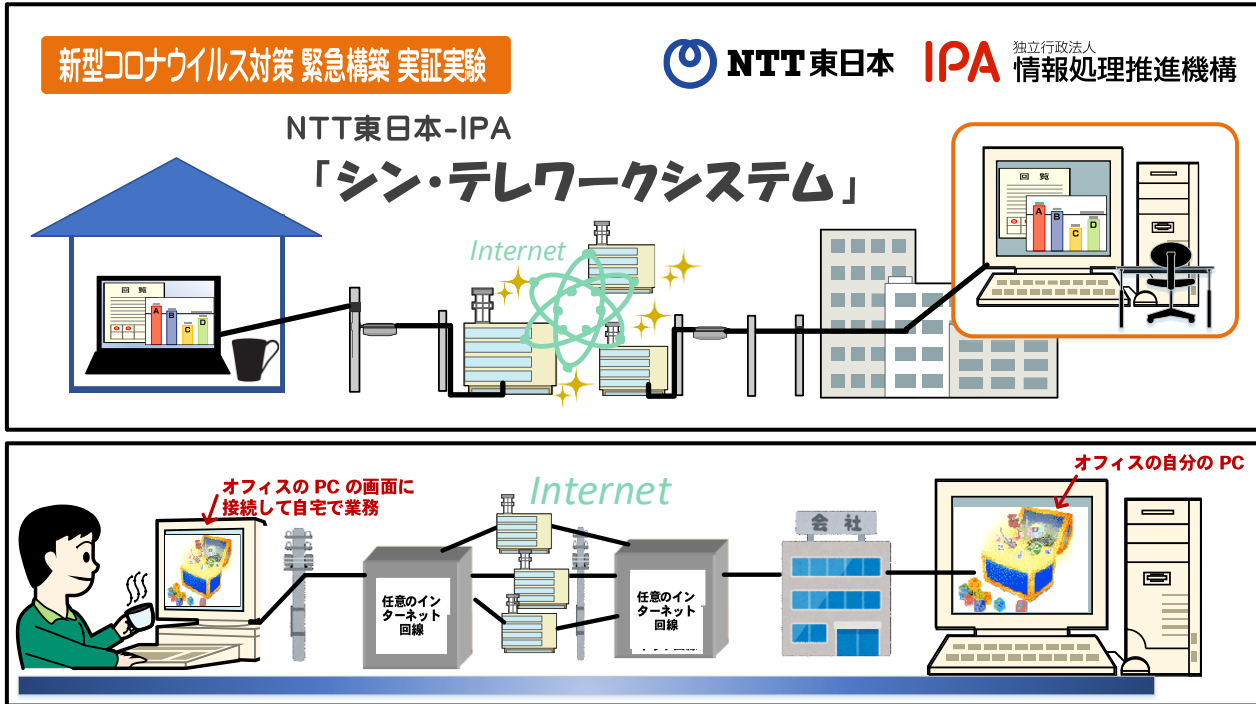 新型コロナウイルス対策 緊急構築 実証実験
NTT東日本
IPA
独立行政法人
情報処理推進機構
NTT東日本-IPA
「シン・テレワークシステム」
Internet
回覧
A
B
C
D
回覧
A
B
C
D
オフィスの PC の画面に
接続して自宅で業務
Internet
オフィスの自分の PC
会社
任意のイン
ターネット
回線
任意のイン
ターネット
回線